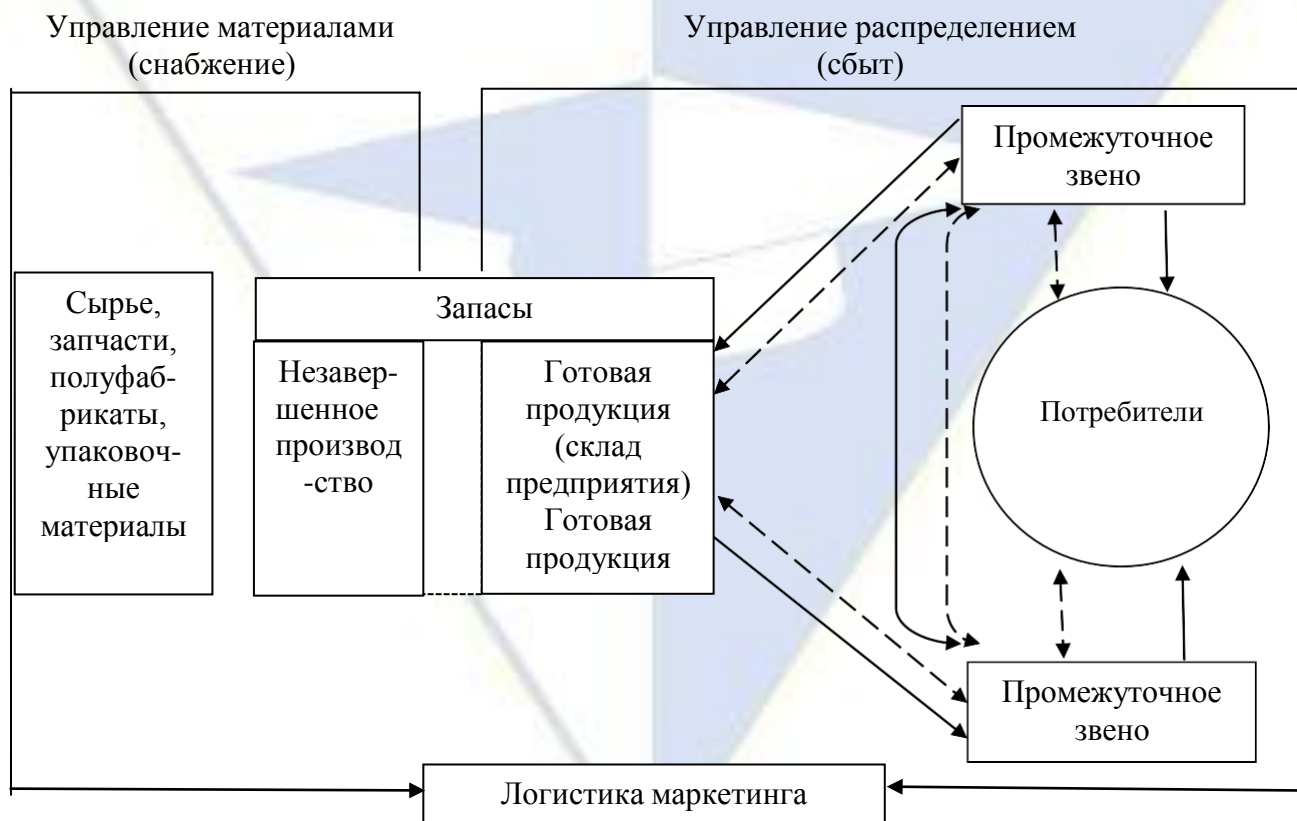 Управление материалами
(снабжение)
Управление распределением
(сбыт)
Промежуточное
звено
Сырье,
запчасти,
полуфаб-
рикаты,
упаковоч-
ные
материалы
Запасы
Незавер-
шенное
производ
-ство
Готовая
продукция
(склад
предприятия)
Готовая
продукция
Потребители
Промежуточное
звено
Логистика маркетинга